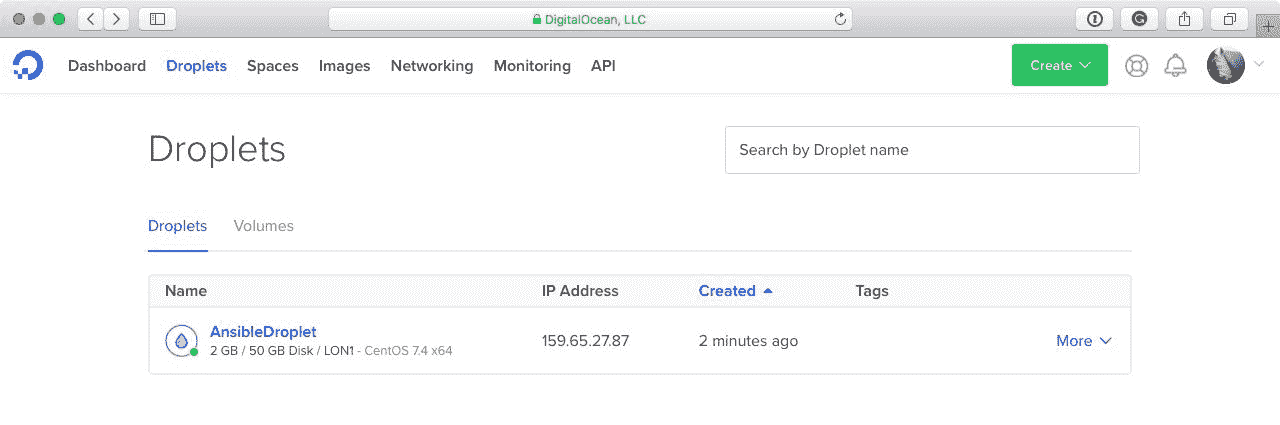 DigitalOcean, LLC
Dashboard Droplets Spaces Images Networking Monitoring API Create
Droplets
Search by Droplet name
Droplets Volumes
Name IP Address Created Tags
AnsibleDroplet
2 GB / 50 GB Disk / LON1 - CentOS 7.4 x64
159.65.27.87 2 minutes ago More